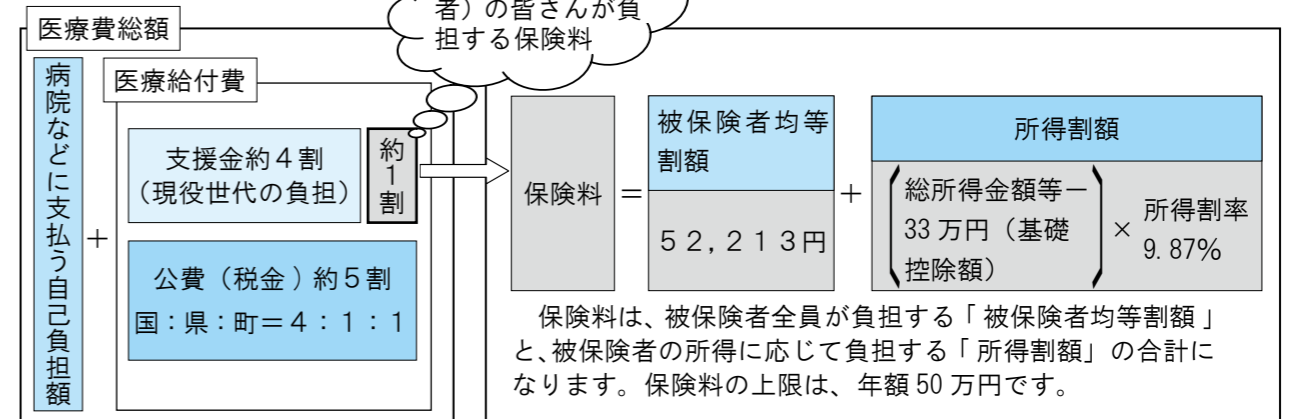 者）の皆さんが負
担する保険料
医療費総額
病院などに支払う自己負担額
＋
医療給付費
支援金約４割
（現役世代の負担）
約1割
公費（税金）約５割
国：県：町＝４：１：１
保険料
＝
被保険者均等
割額
５２,２１３円
＋
所得割額
総所得金額等－
33 万円（基礎
控除額）
×
所得割率
9.87%
保険料は、被保険者全員が負担する「 被保険者均等割額 」
と、被保険者の所得に応じて負担する「 所得割額」の合計に
なります。保険料の上限は、年額 50 万円です。